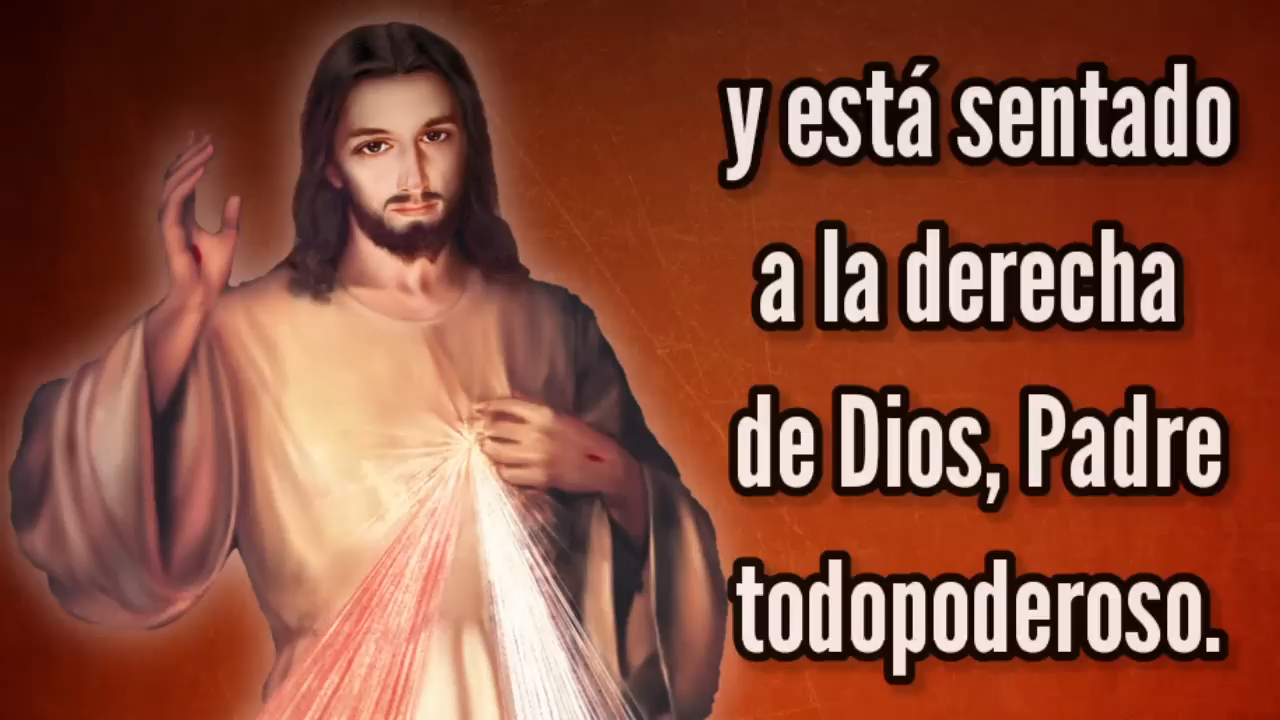 y está sentado
a la derecha
de Dios, Padre
todopoderoso.